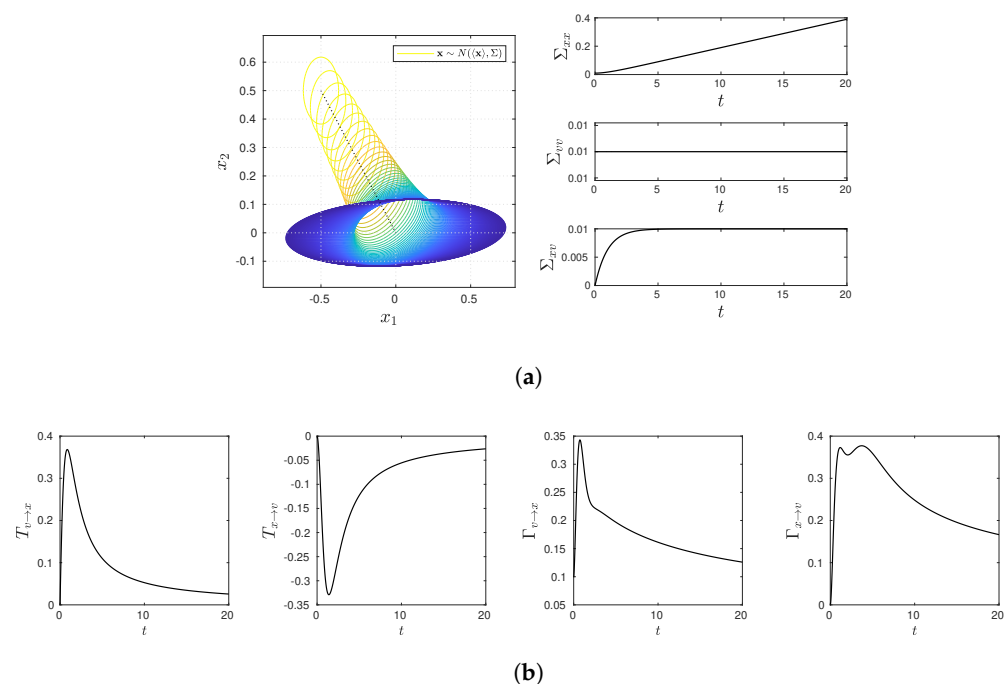 x ∼ N(⟨x⟩, Σ)
0.6
0.5
0.4
0.3
0.2
0.1
0
-0.1
x₂
-0.5 0 0.5
x₁
0.4
0.2
0
Σxx
0 5 10 15 20
t
0.01
0.01
0.01
Σvv
0 5 10 15 20
t
0.01
0.005
0
Σxv
0 5 10 15 20
t
(a)
0.4
0.3
0.2
0.1
0
Tv→x
0 10 20
t
0
-0.05
-0.1
-0.15
-0.2
-0.25
-0.3
-0.35
Tx→v
0 10 20
t
0.35
0.3
0.25
0.2
0.15
0.1
0.05
Γv→x
0 10 20
t
0.4
0.3
0.2
0.1
0
Γx→v
0 10 20
t
(b)